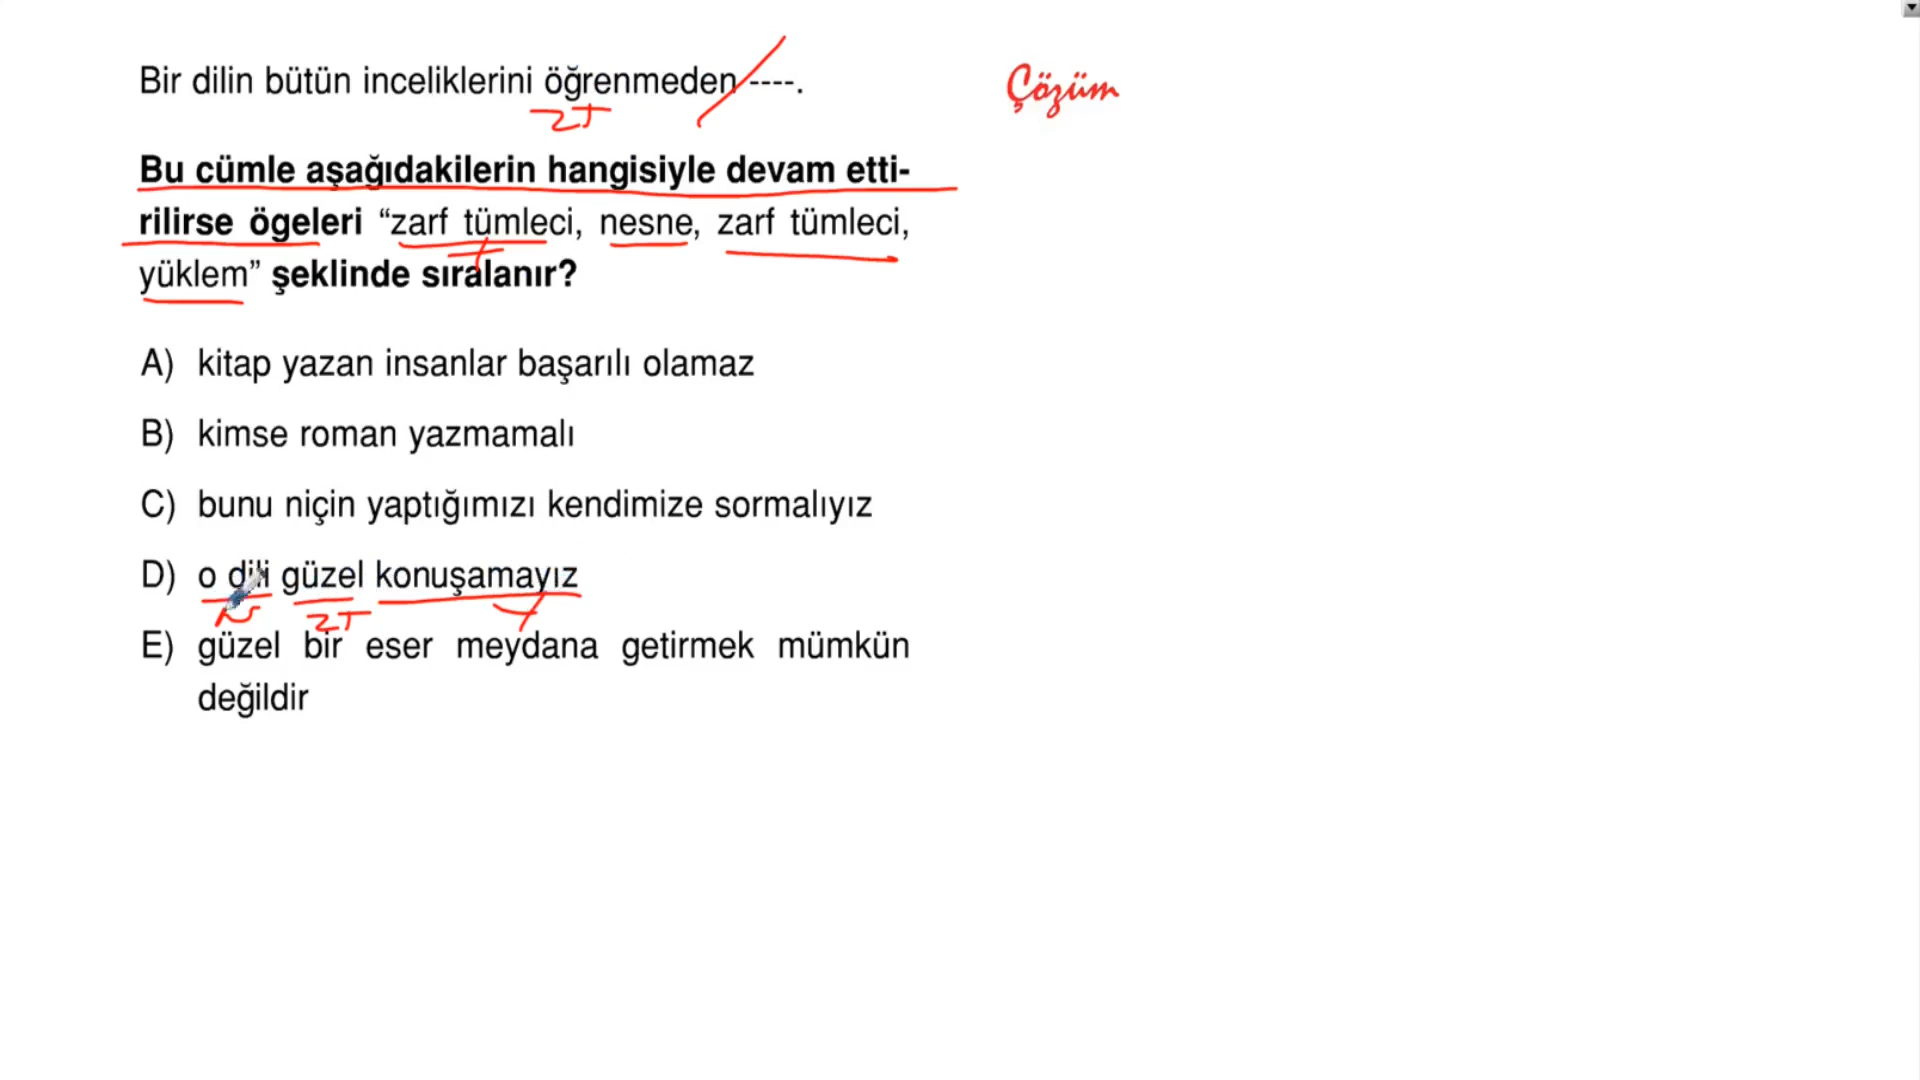 Bir dilin bütün inceliklerini öğrenmeden ----.
Çözüm
ZT
Bu cümle aşağıdakilerin hangisiyle devam etti-
rilirse ögeleri “zarf tümleci, nesne, zarf tümleci,
yüklem” şeklinde sıralanır?
A) kitap yazan insanlar başarılı olamaz
B) kimse roman yazmamalı
C) bunu niçin yaptığımızı kendimize sormalıyız
D) o dili güzel konuşamayız
N ZT Y
E) güzel bir eser meydana getirmek mümkün
değildir